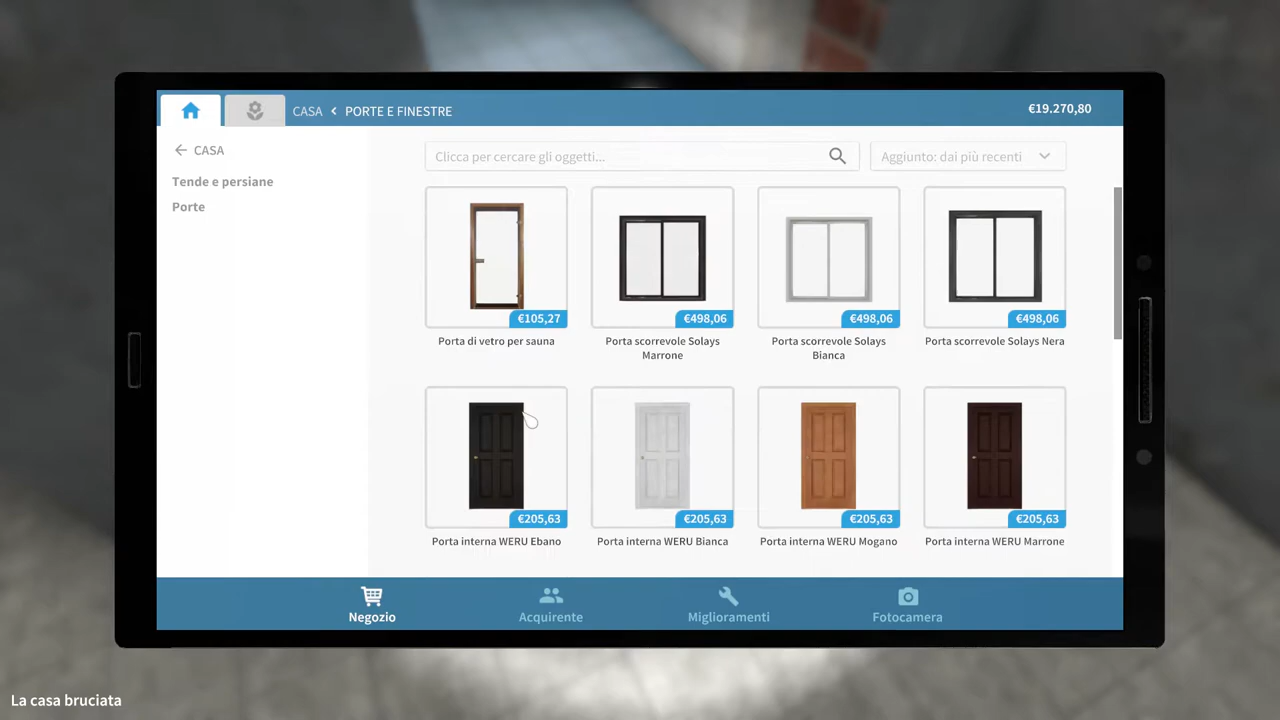 CASA < PORTE E FINESTRE
€19.270,80
CASA
Tende e persiane
Porte
Clicca per cercare gli oggetti...
Aggiunto: dai più recenti
€105,27
€498,06
€498,06
€498,06
Porta di vetro per sauna
Porta scorrevole Solays
Marrone
Porta scorrevole Solays
Bianca
Porta scorrevole Solays Nera
€205,63
€205,63
€205,63
€205,63
Porta interna WERU Ebano
Porta interna WERU Bianca
Porta interna WERU Mogano
Porta interna WERU Marrone
Negozio
Acquirente
Miglioramenti
Fotocamera
La casa bruciata